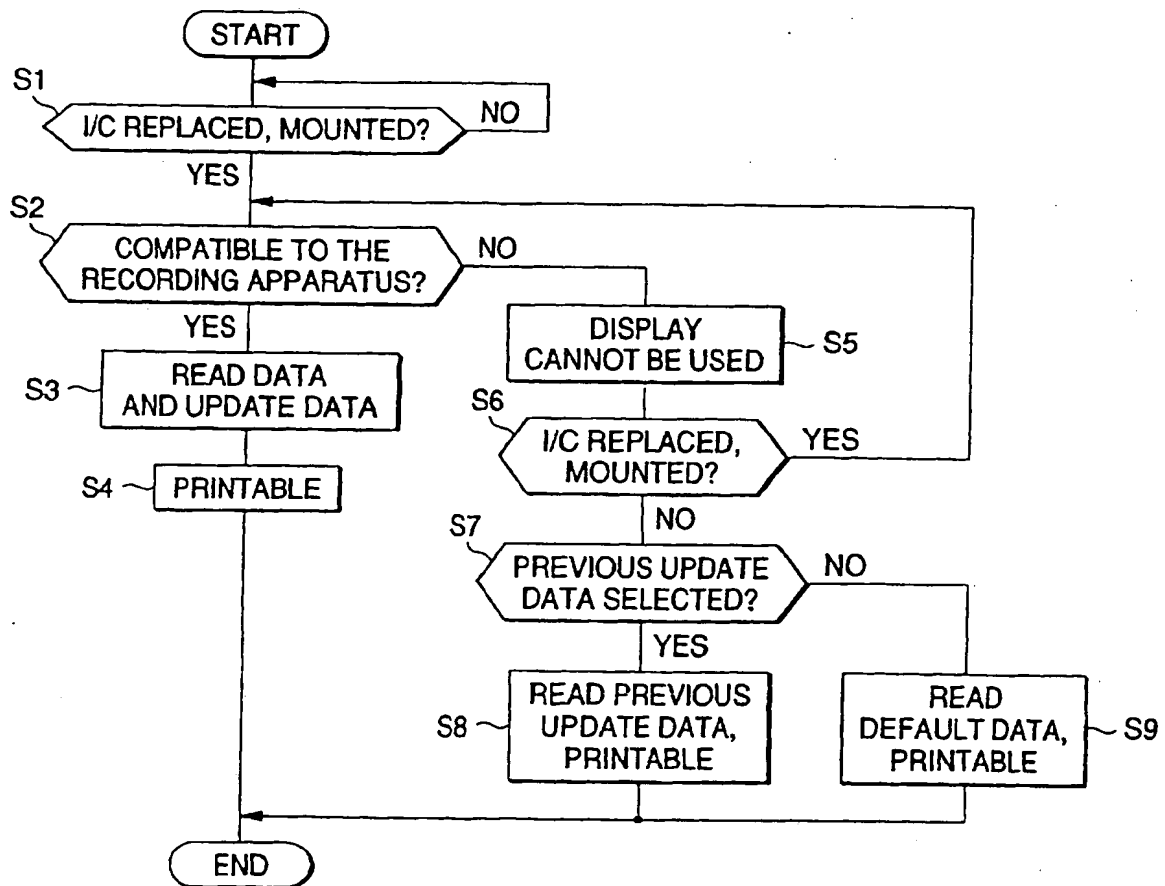 START
S1
I/C REPLACED, MOUNTED?
NO
YES
S2
COMPATIBLE TO THE
RECORDING APPARATUS?
NO
YES
DISPLAY
CANNOT BE USED
S5
S3
READ DATA
AND UPDATE DATA
S6
I/C REPLACED,
MOUNTED?
YES
S4
PRINTABLE
NO
S7
PREVIOUS UPDATE
DATA SELECTED?
NO
YES
S8
READ PREVIOUS
UPDATE DATA,
PRINTABLE
READ
DEFAULT DATA,
PRINTABLE
S9
END